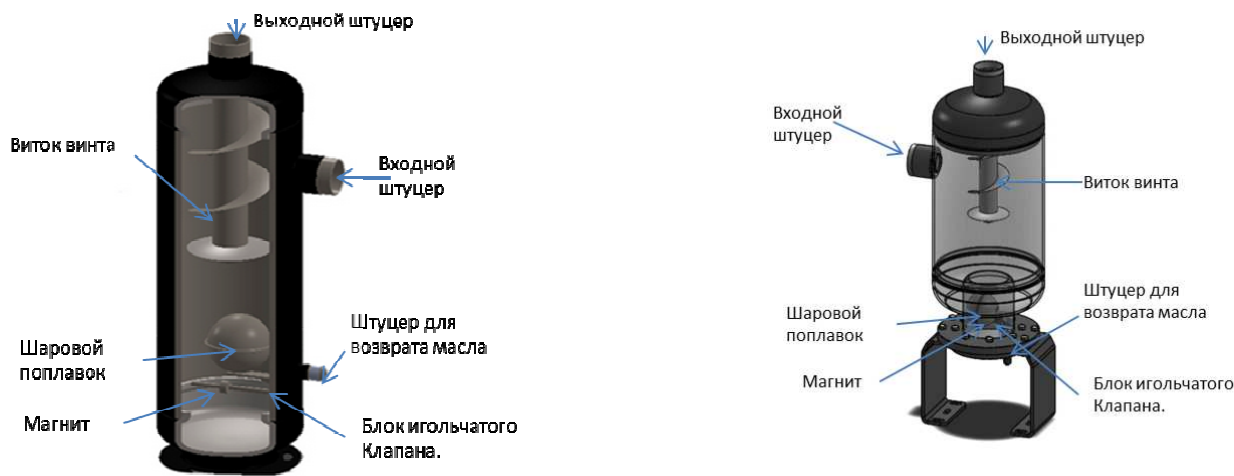 Выходной штуцер
Виток винта
Входной
штуцер
Шаровой
поплавок
Штуцер для
возврата масла
Магнит
Блок игольчатого
Клапана.
Выходной штуцер
Входной
штуцер
Виток винта
Штуцер для
возврата масла
Шаровой
поплавок
Магнит
Блок игольчатого
Клапана.